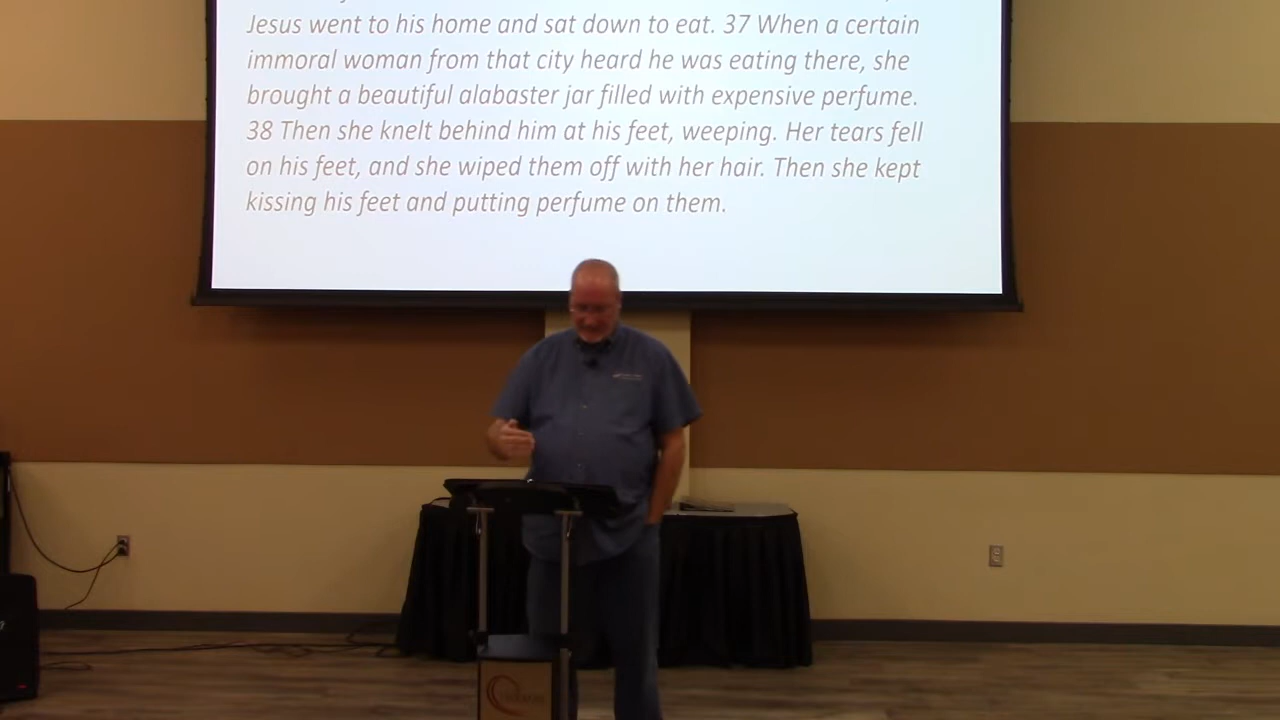 Jesus went to his home and sat down to eat. 37 When a certain
immoral woman from that city heard he was eating there, she
brought a beautiful alabaster jar filled with expensive perfume.
38 Then she knelt behind him at his feet, weeping. Her tears fell
on his feet, and she wiped them off with her hair. Then she kept
kissing his feet and putting perfume on them.